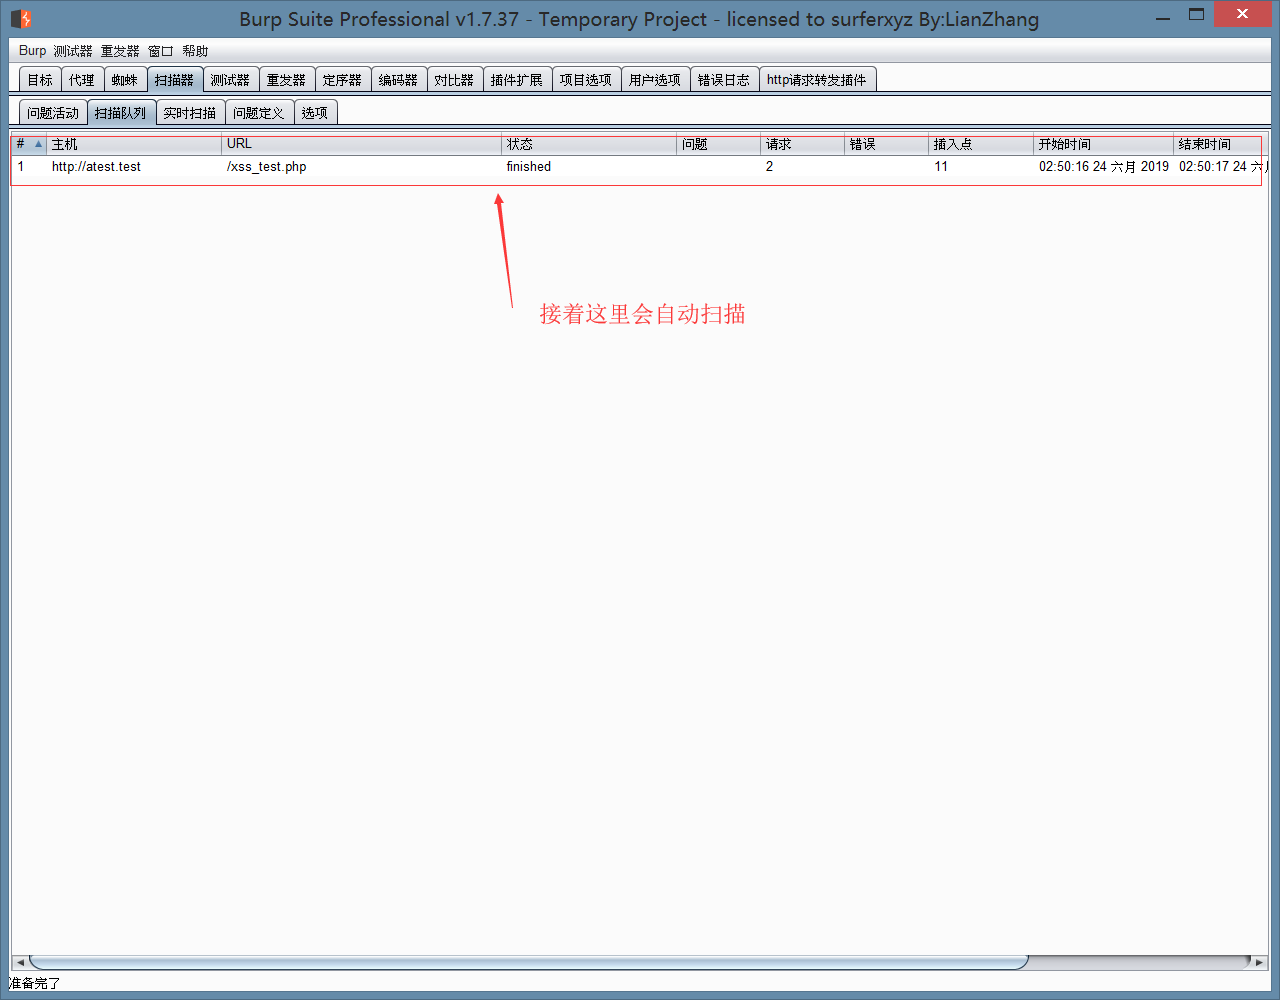 Burp Suite Professional v1.7.37 - Temporary Project - licensed to surferxyz By:LianZhang
Burp 测试器 重发器 窗口 帮助
目标 代理 蜘蛛 扫描器 测试器 重发器 定序器 编码器 对比器 插件扩展 项目选项 用户选项 错误日志 http请求转发插件
问题活动 扫描队列 实时扫描 问题定义 选项
# 主机 URL 状态 问题 请求 错误 插入点 开始时间 结束时间
1 http://atest.test /xss_test.php finished 2 11 02:50:16 24 六月 2019 02:50:17 24 六月
接着这里会自动扫描
准备完了